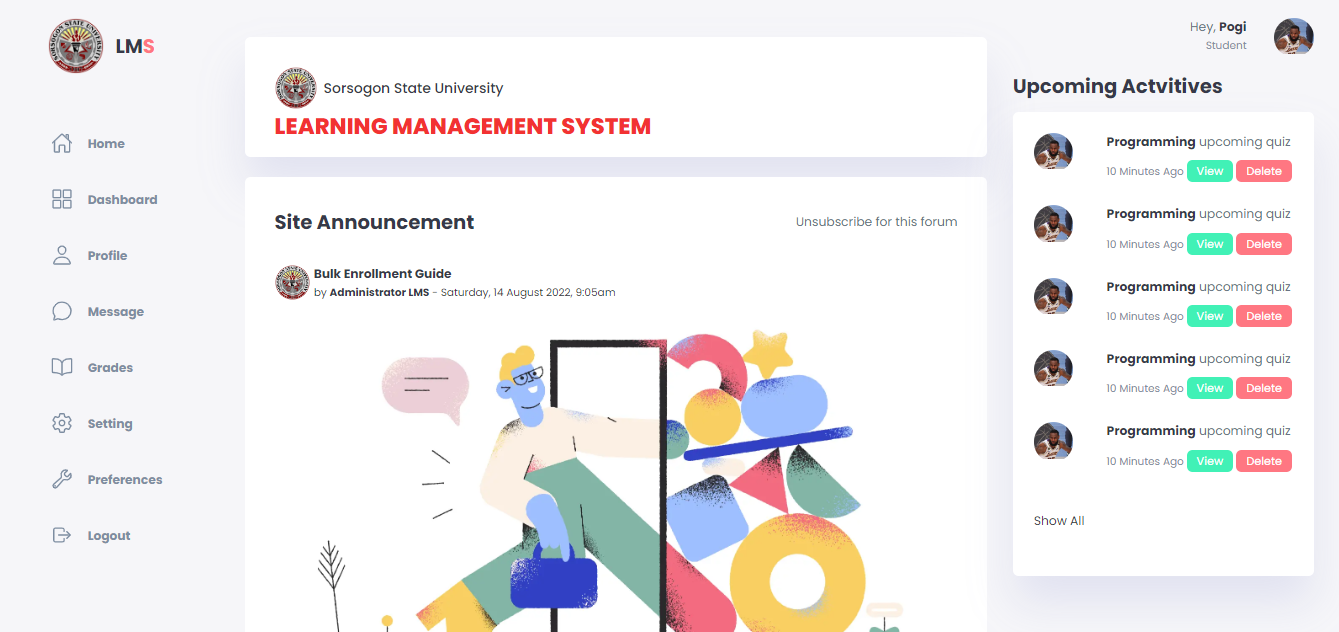 LMS
Home
Dashboard
Profile
Message
Grades
Setting
Preferences
Logout
Sorsogon State University
LEARNING MANAGEMENT SYSTEM
Site Announcement
Unsubscribe for this forum
Bulk Enrollment Guide
by Administrator LMS - Saturday, 14 August 2022, 9:05am
Hey, Pogi
Student
Upcoming Actvitives
Programming upcoming quiz
10 Minutes Ago View Delete
Programming upcoming quiz
10 Minutes Ago View Delete
Programming upcoming quiz
10 Minutes Ago View Delete
Programming upcoming quiz
10 Minutes Ago View Delete
Programming upcoming quiz
10 Minutes Ago View Delete
Show All